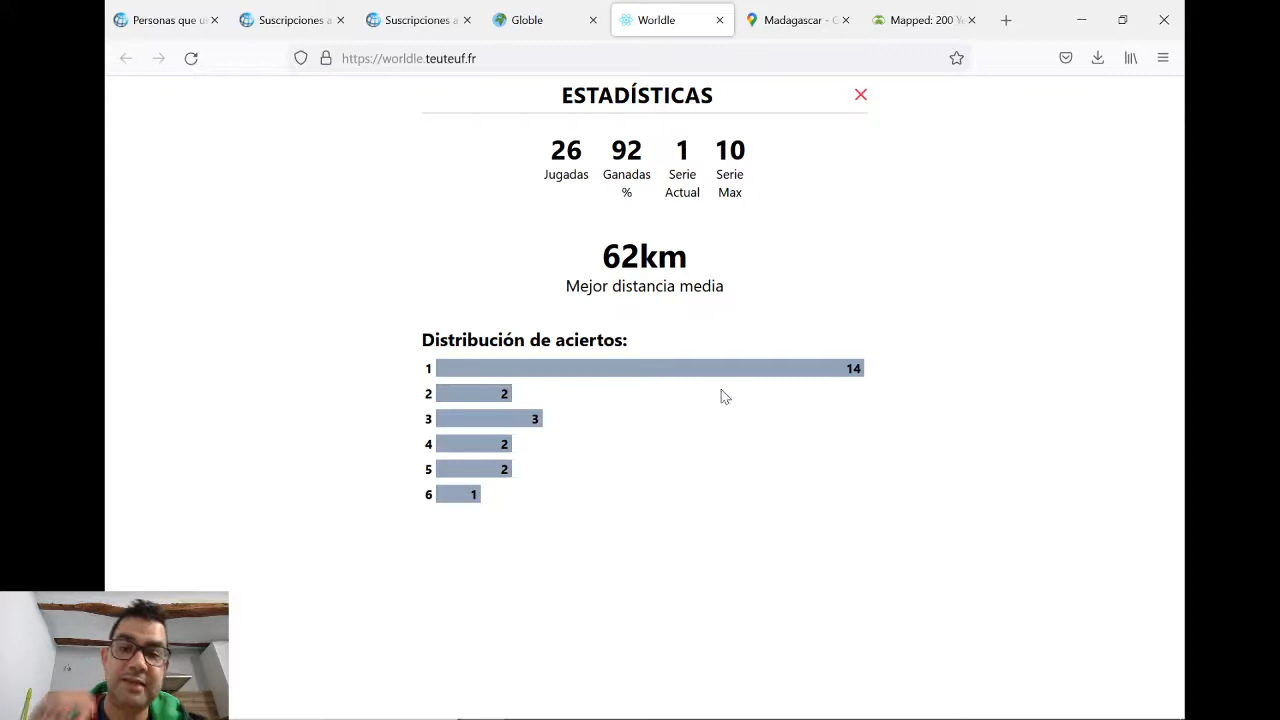 Personas que u
Suscripciones a
Suscripciones a
Globle
Worldle
Madagascar - G
Mapped: 200 Ye
https://worldle.teuteuf.fr
ESTADÍSTICAS
26 92 1 10
Jugadas Ganadas Serie Serie
% Actual Max
62km
Mejor distancia media
Distribución de aciertos:
1 14
2 2
3 3
4 2
5 2
6 1